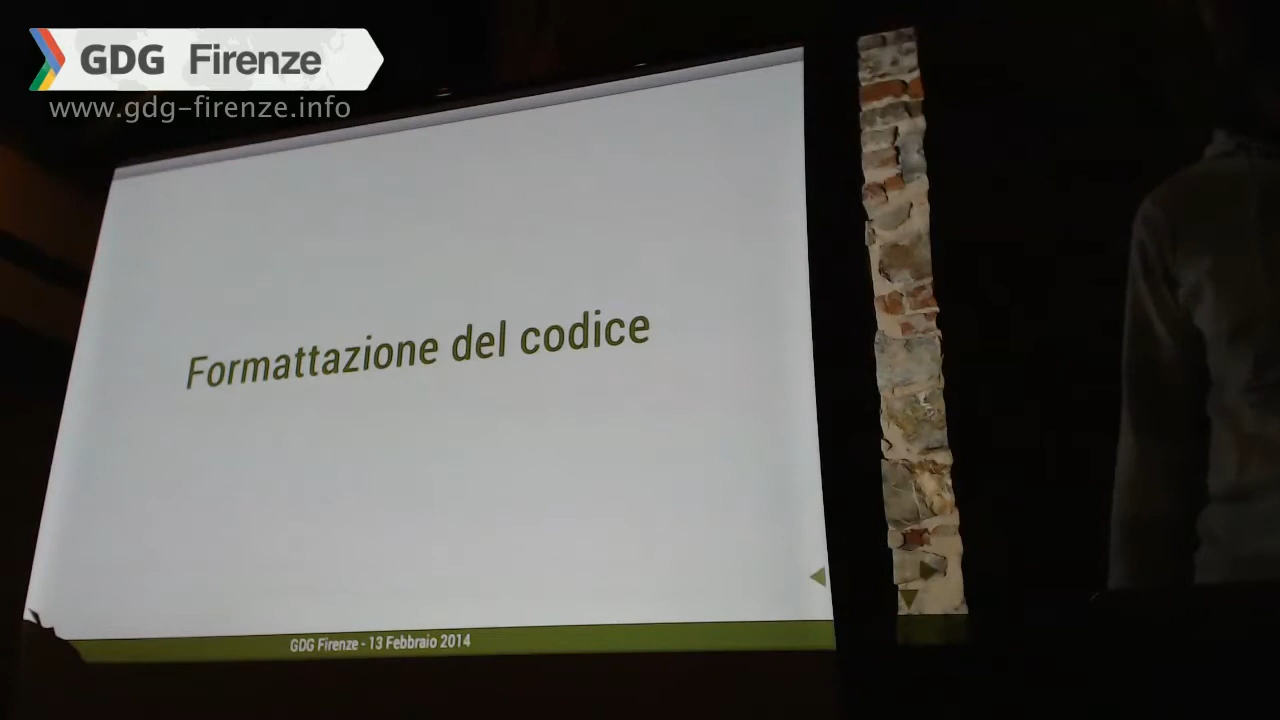 GDG Firenze
www.gdg-firenze.info
Formattazione del codice
GDG Firenze - 13 Febbraio 2014